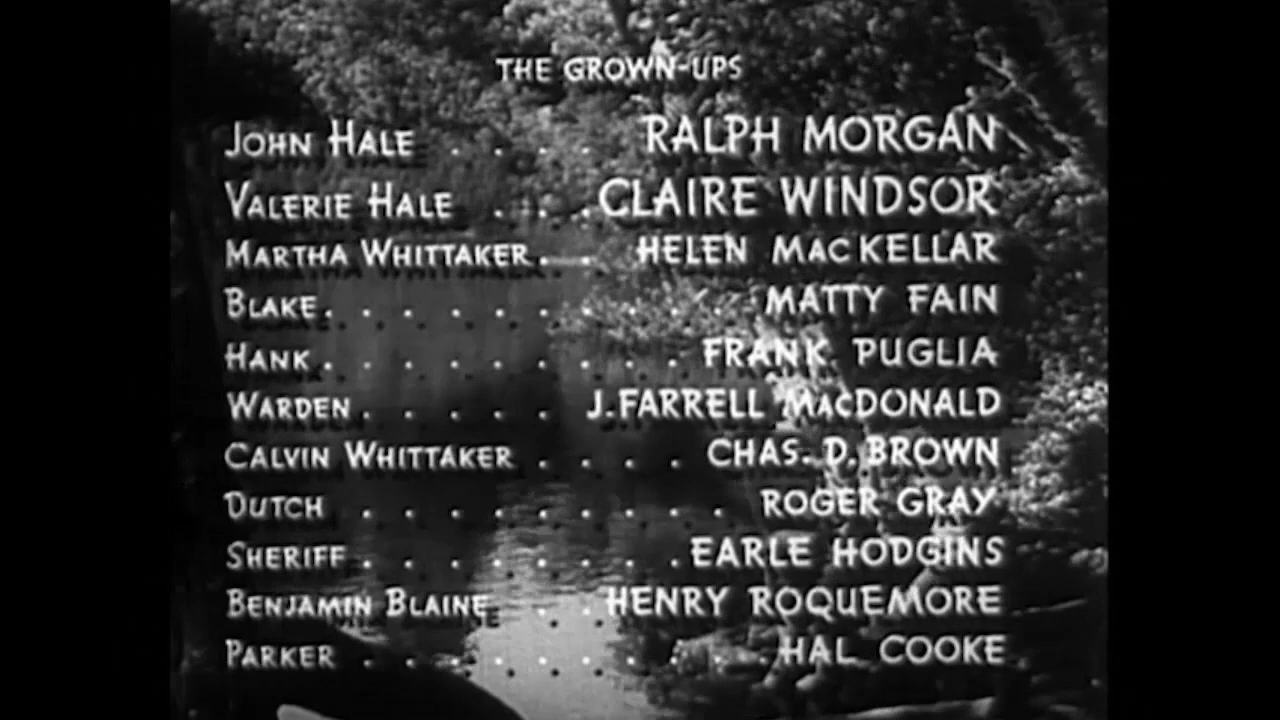 THE GROWN-UPS
JOHN HALE . . . . RALPH MORGAN
VALERIE HALE . . . CLAIRE WINDSOR
MARTHA WHITTAKER . . HELEN MACKELLAR
BLAKE . . . . . . . . . . MATTY FAIN
HANK . . . . . . . . . FRANK PUGLIA
WARDEN . . . . . J. FARRELL MACDONALD
CALVIN WHITTAKER . . . . CHAS. D. BROWN
DUTCH . . . . . . . . . ROGER GRAY
SHERIFF . . . . . . . . EARLE HODGINS
BENJAMIN BLAINE . . HENRY ROQUEMORE
PARKER . . . . . . . . . . HAL COOKE